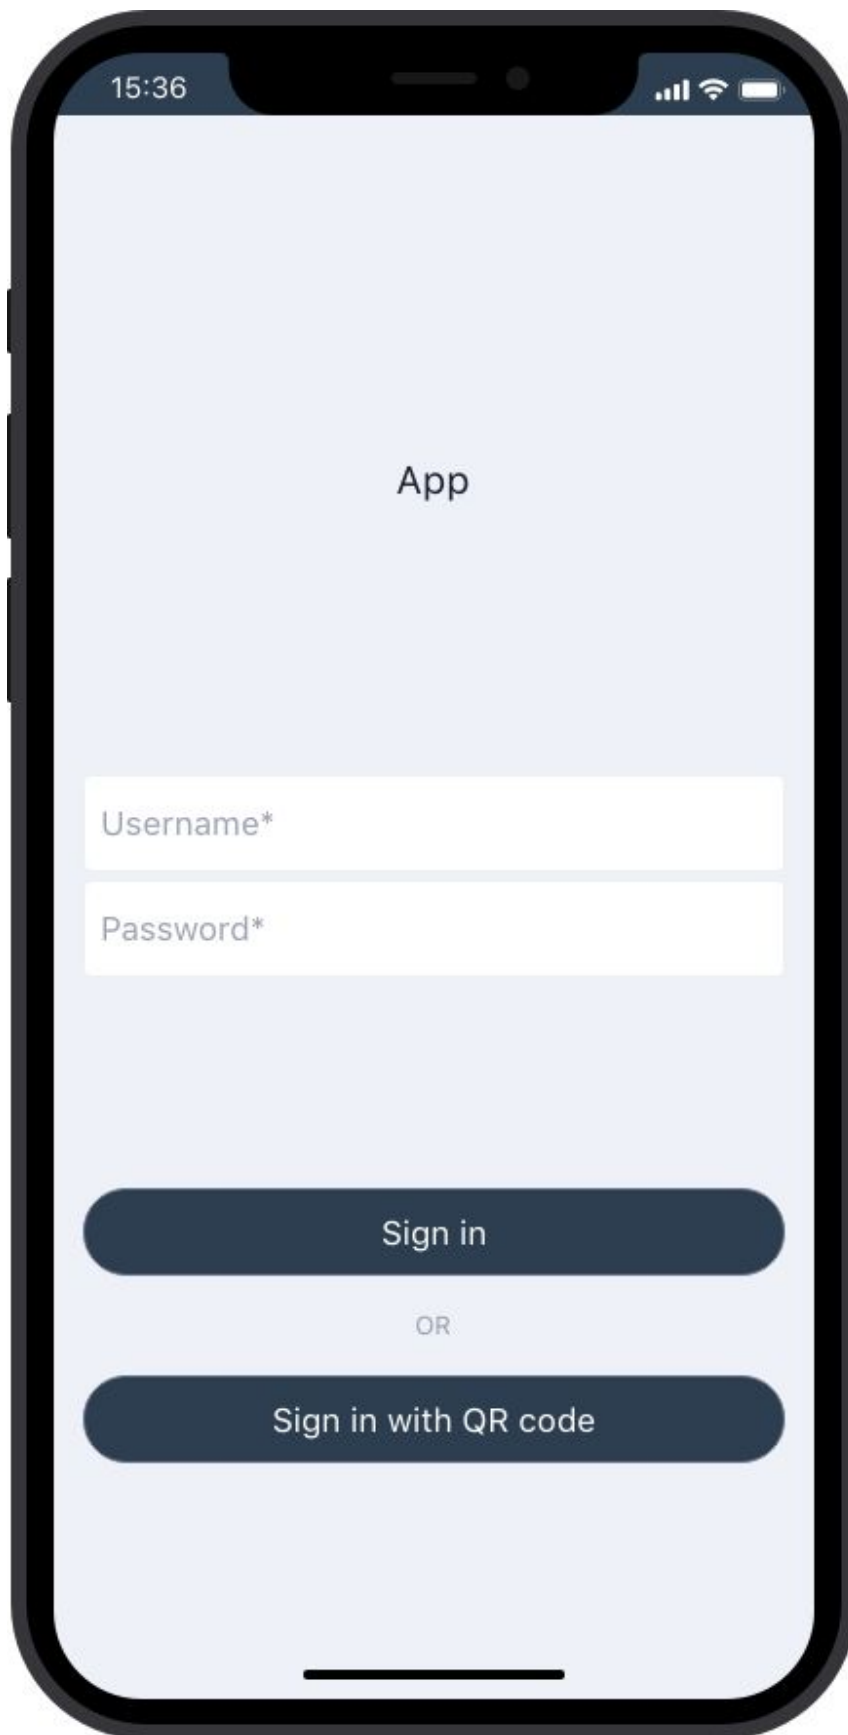 15:36
App
Username*
Password*
Sign in
OR
Sign in with QR code